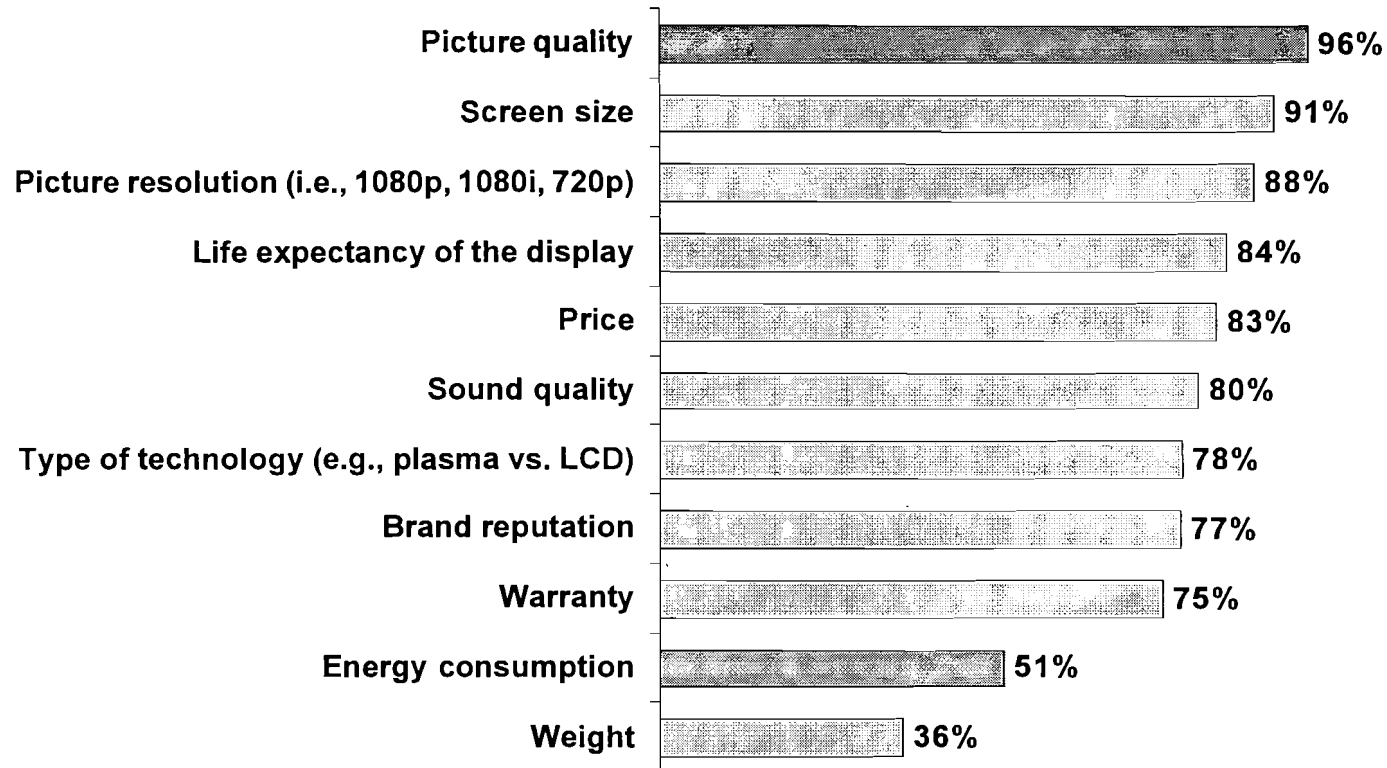 Picture quality 96%
Screen size 91%
Picture resolution (i.e., 1080p, 1080i, 720p) 88%
Life expectancy of the display 84%
Price 83%
Sound quality 80%
Type of technology (e.g., plasma vs. LCD) 78%
Brand reputation 77%
Warranty 75%
Energy consumption 51%
Weight 36%